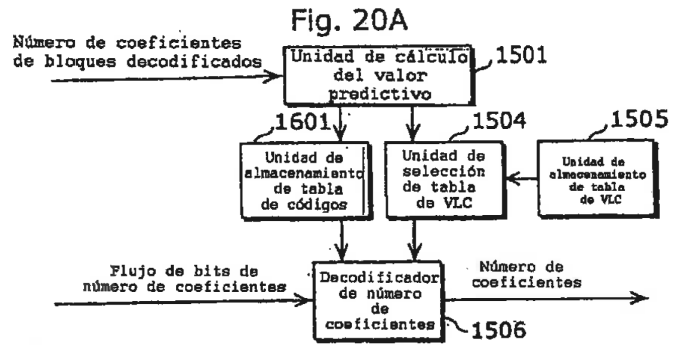 Fig. 20A
Número de coeficientes
de bloques decodificados
Unidad de cálculo
del valor
predictivo
1501
1601
Unidad de
almacenamiento
de tabla
de códigos
1504
Unidad de
selección
de tabla
de VLC
1505
Unidad de
almacenamiento
de tabla
de VLC
Flujo de bits de
número de coeficientes
Decodificador
de número
de
coeficientes
1506
Número de
coeficientes